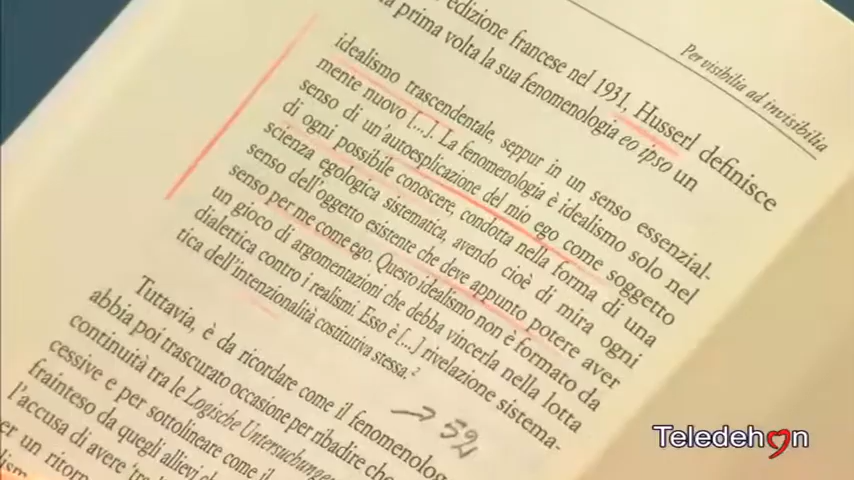 Per visibilia ad invisibilia
edizione francese nel 1931, Husserl definisce
la prima volta la sua fenomenologia eo ipso un
idealismo trascendentale, seppur in un senso essenzial-
mente nuovo [...]. La fenomenologia è idealismo solo nel
senso di un'autoesplicazione del mio ego come soggetto
di ogni possibile conoscere, condotta nella forma di una
scienza egologica sistematica, avendo cioè di mira ogni
senso dell'oggetto esistente che deve appunto potere aver
senso per me come ego. Questo idealismo non è formato da
un gioco di argomentazioni che debba vincerla nella lotta
dialettica contro i realismi. Esso è [...] rivelazione sistema-
tica dell'intenzionalità costitutiva stessa. 2
Tuttavia, è da ricordare come il fenomenolog
abbia poi trascurato occasione per ribadire che
continuità tra le Logische Untersuchungen
cessive e per sottolineare come il
frainteso da quegli allievi
l'accusa di avere 'tra
er un ritorn
lism
→ 524
Teledehon